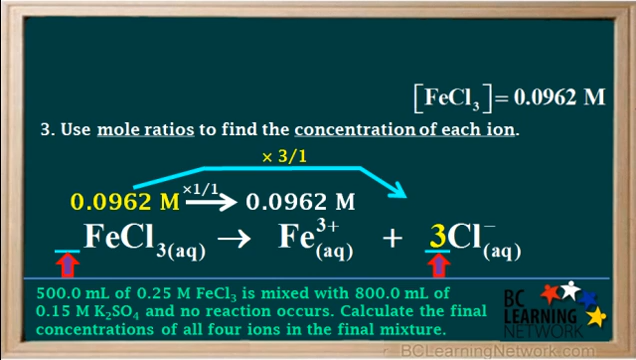 [FeCl₃] = 0.0962 M
3. Use mole ratios to find the concentration of each ion.
× 3/1
0.0962 M ×1/1 → 0.0962 M
_ FeCl₃(aq) → Fe³⁺(aq) + 3Cl⁻(aq)
500.0 mL of 0.25 M FeCl₃ is mixed with 800.0 mL of
0.15 M K₂SO₄ and no reaction occurs. Calculate the final
concentrations of all four ions in the final mixture.
BC
LEARNING
NETWORK
BCLearningNetwork.com